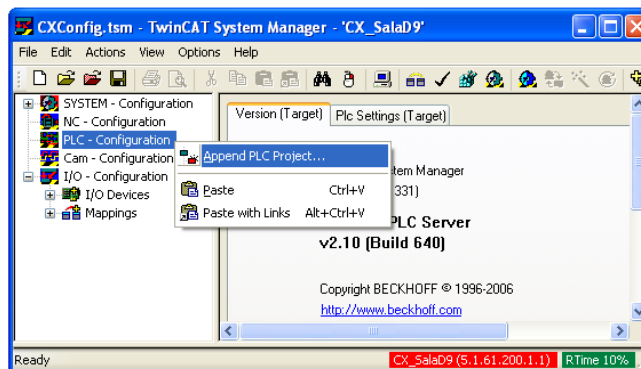 CXConfig.tsm - TwinCAT System Manager - 'CX_SalaD9'
File Edit Actions View Options Help
SYSTEM - Configuration
NC - Configuration
PLC - Configuration
Cam - Configuration
I/O - Configuration
I/O Devices
Mappings
Version (Target) Plc Settings (Target)
Append PLC Project...
Paste Ctrl+V
Paste with Links Alt+Ctrl+V
tem Manager
331)
PLC Server
v2.10 (Build 640)
Copyright BECKHOFF © 1996-2006
http://www.beckhoff.com
Ready CX_SalaD9 (5.1.61.200.1.1) RTime 10%